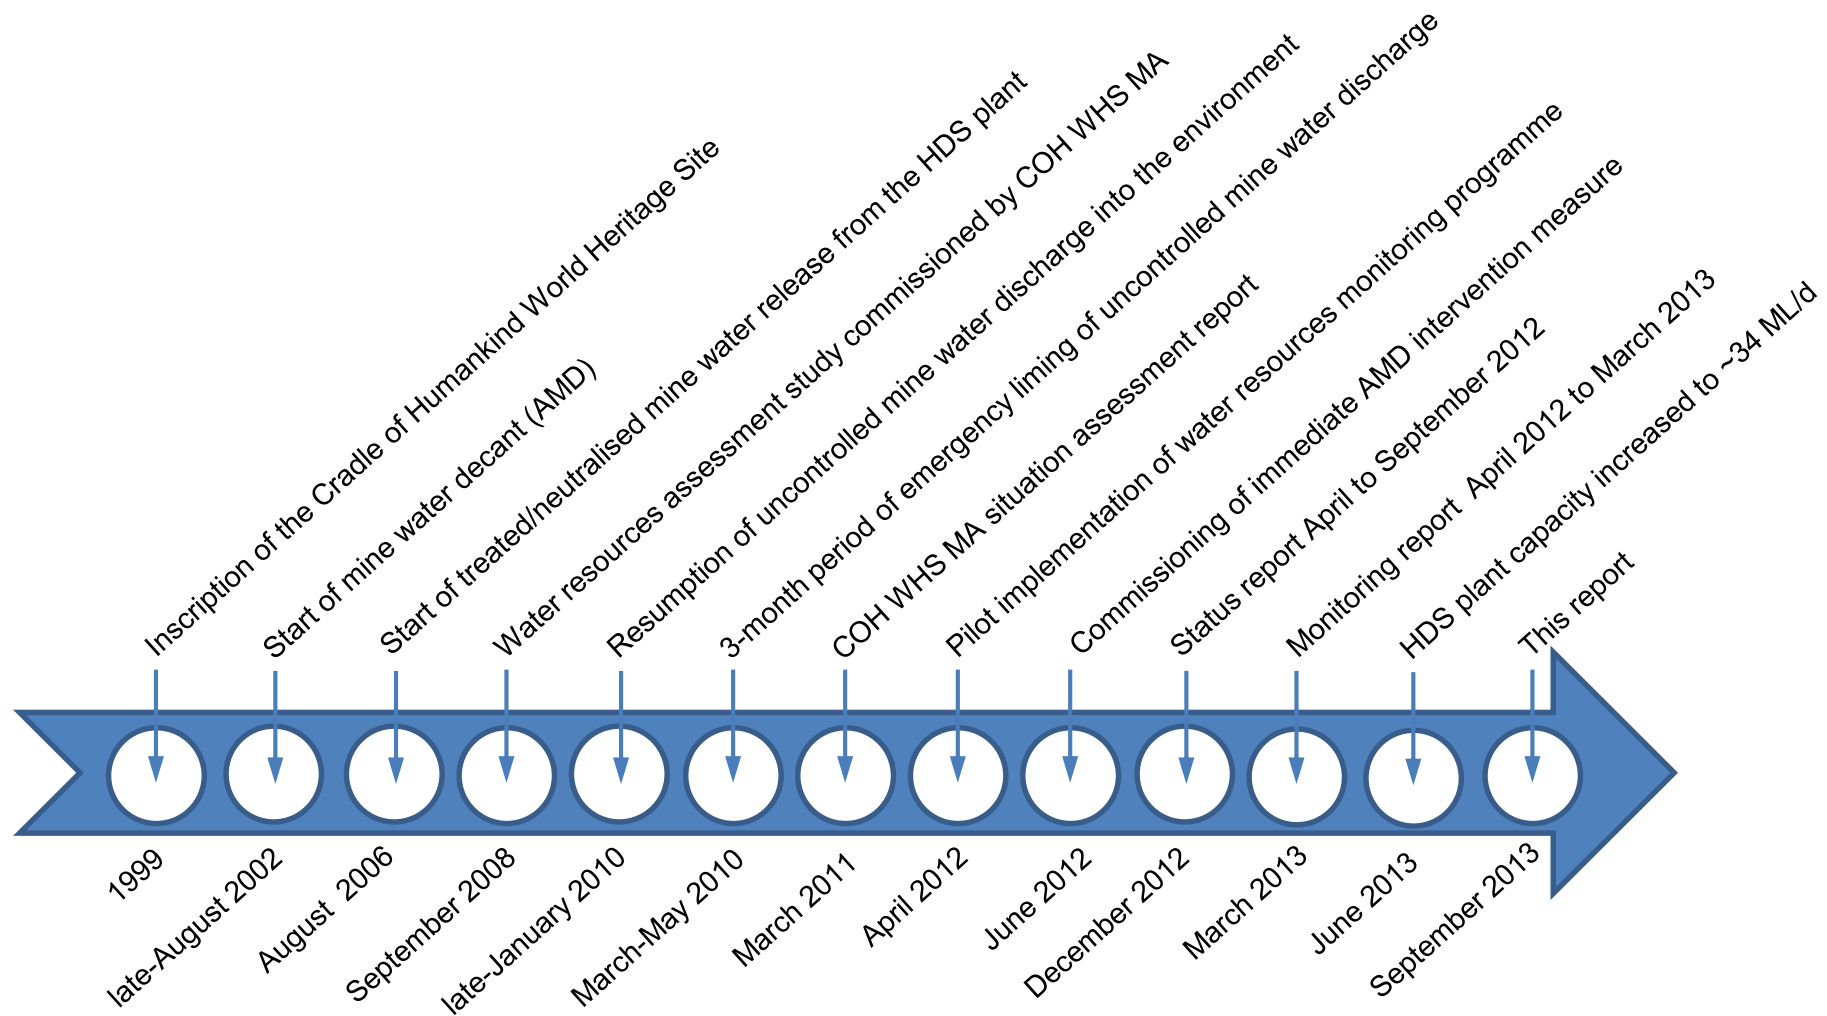 Inscription of the Cradle of Humankind World Heritage Site
Start of mine water decant (AMD)
Start of treated/neutralised mine water release from the HDS plant
Water resources assessment study commissioned by COH WHS MA
Resumption of uncontrolled mine water discharge into the environment
3-month period of emergency liming of uncontrolled mine water discharge
COH WHS MA situation assessment report
Pilot implementation of water resources monitoring programme
Commissioning of immediate AMD intervention measure
Status report April to September 2012
Monitoring report  April 2012 to March 2013
HDS plant capacity increased to ~34 ML/d
This report
1999
late-August 2002
August  2006
September 2008
late-January 2010
March-May 2010
March 2011
April 2012
June 2012
December 2012
March 2013
June 2013
September 2013